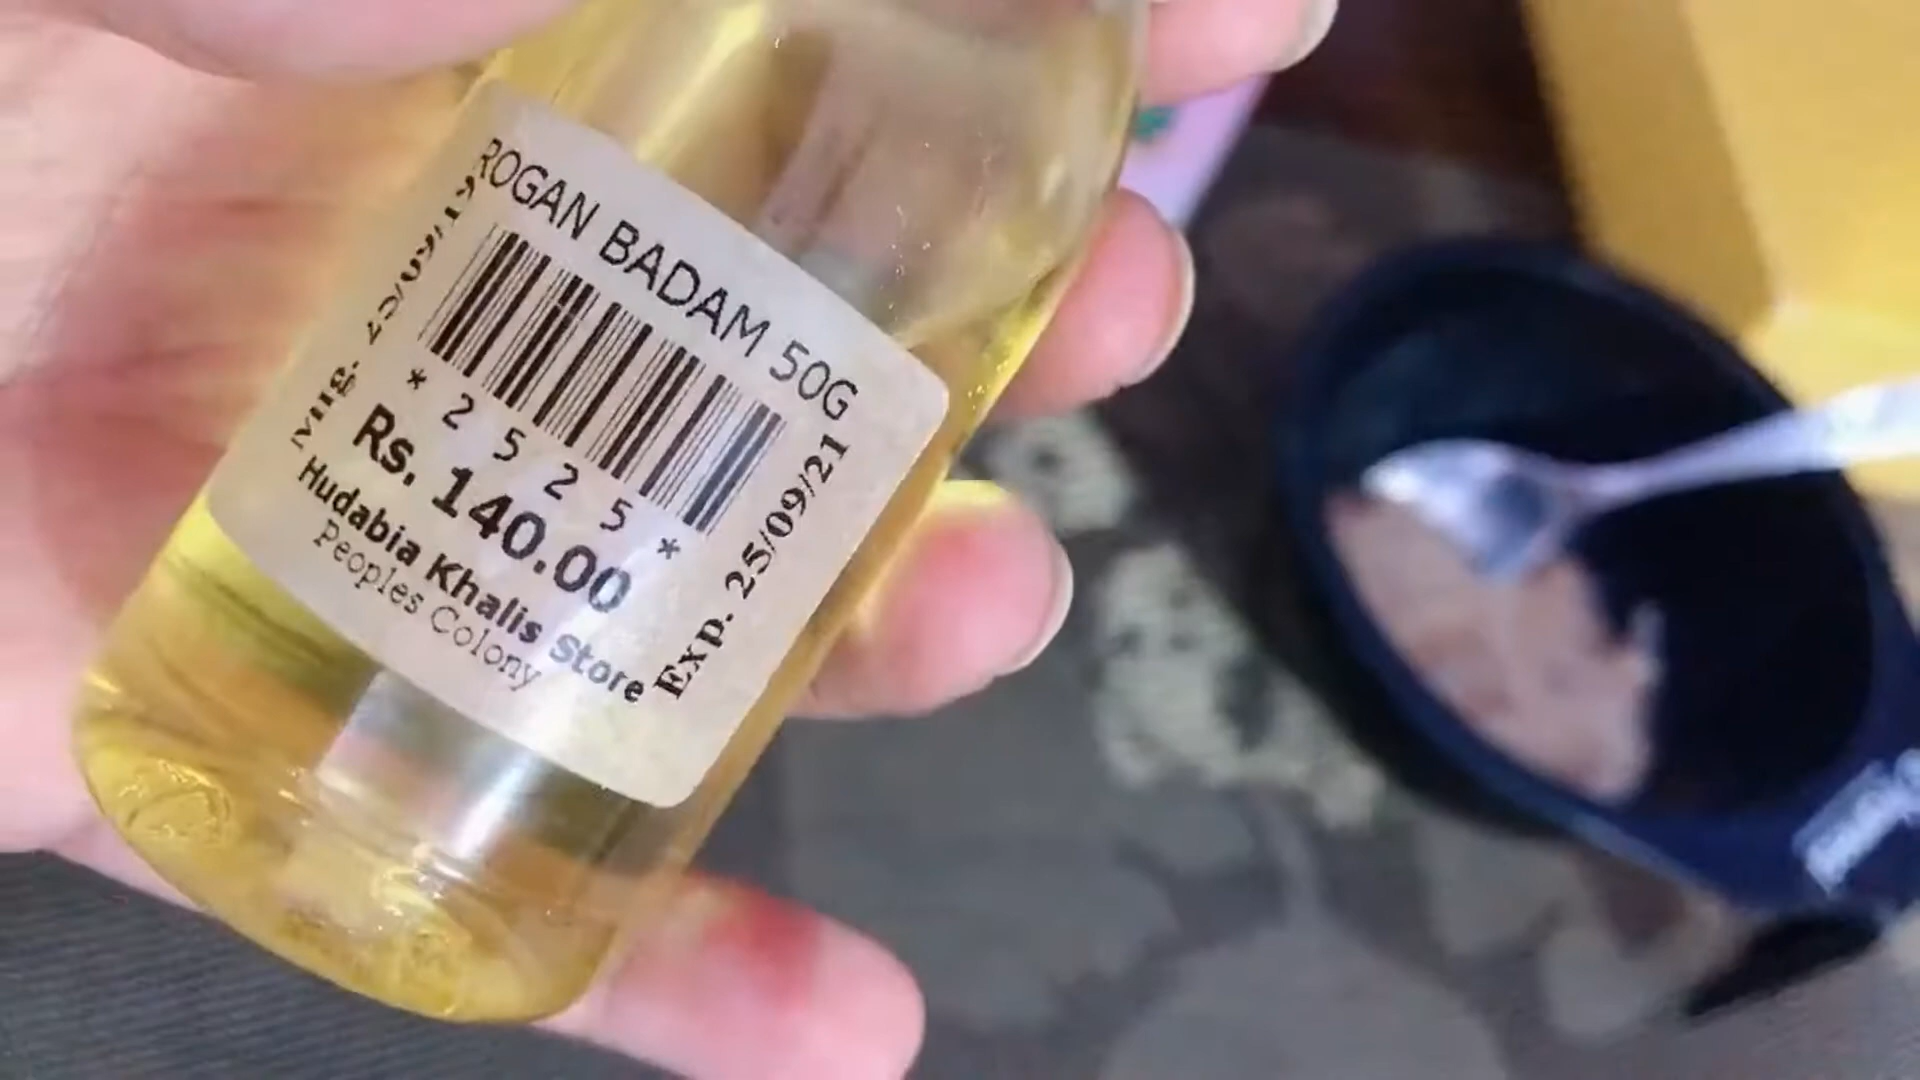 ROGAN BADAM 50G
* 2 5 2 5 *
Rs. 140.00
Hudabia Khalis Store
Peoples Colony
Exp. 25/09/21